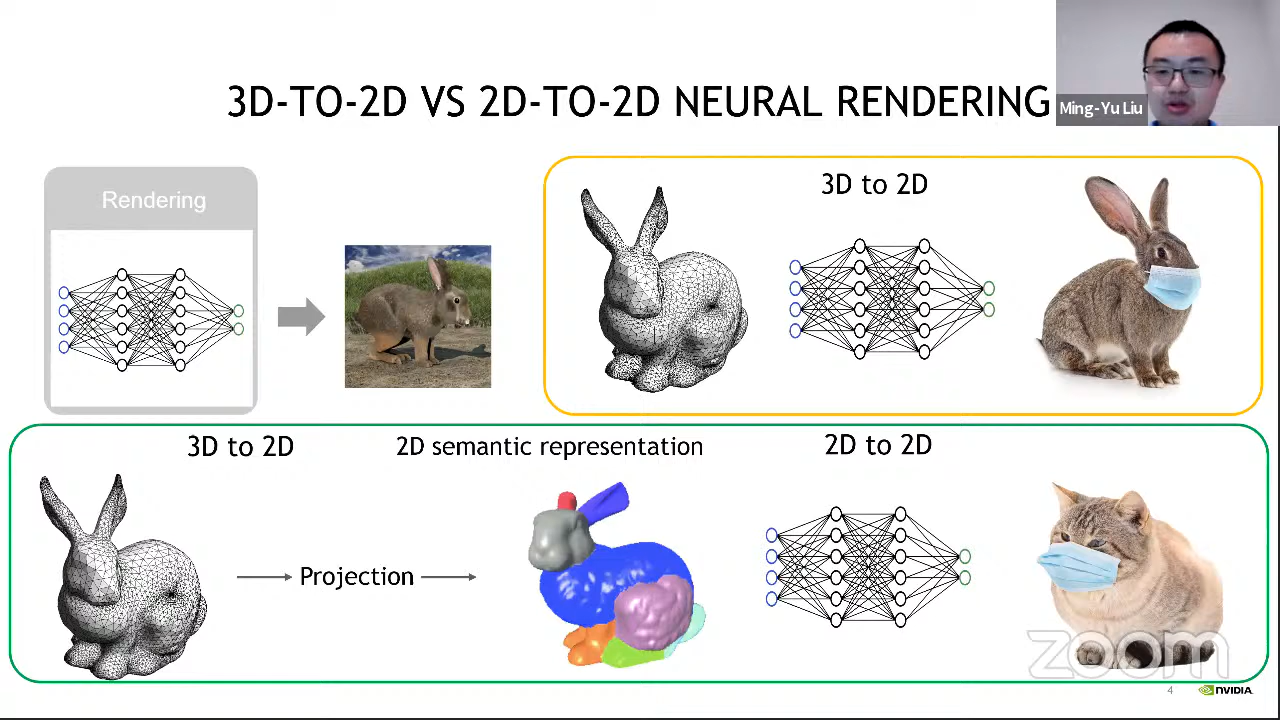 3D-TO-2D VS 2D-TO-2D NEURAL RENDERING
Ming-Yu Liu
Rendering
3D to 2D
3D to 2D
2D semantic representation
2D to 2D
Projection
zoom
4
NVIDIA